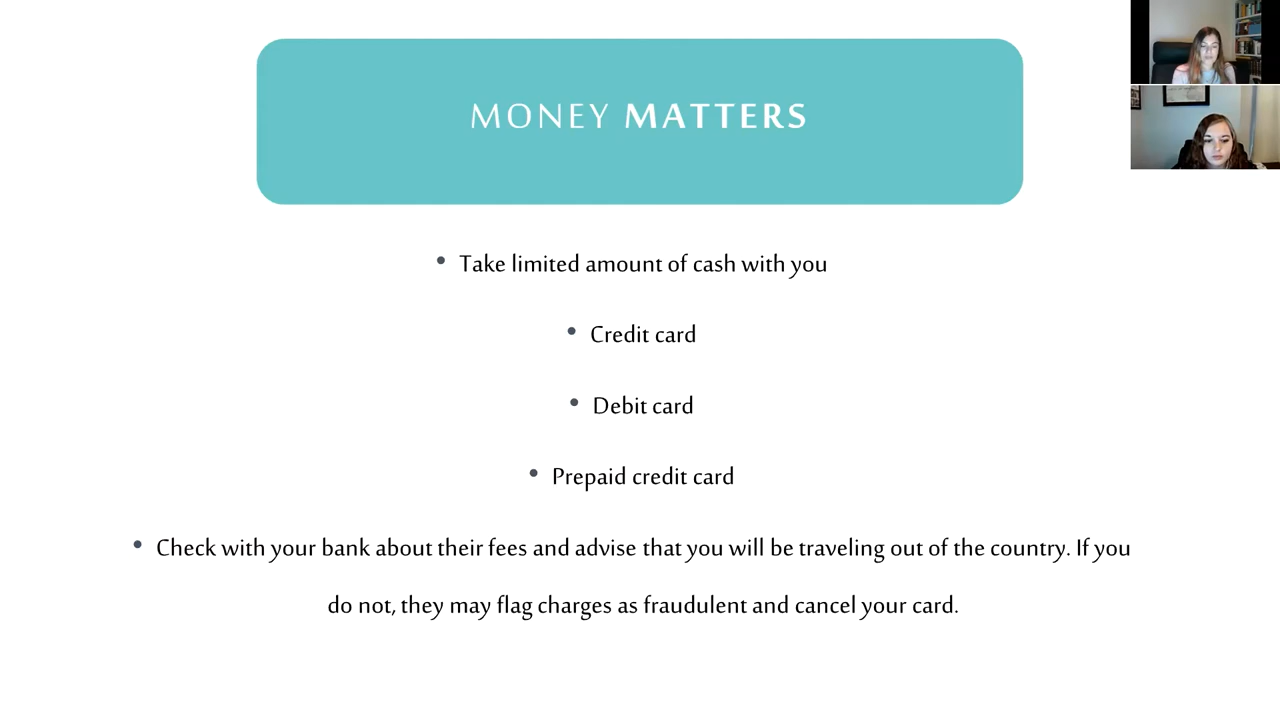 MONEY MATTERS
• Take limited amount of cash with you
• Credit card
• Debit card
• Prepaid credit card
• Check with your bank about their fees and advise that you will be traveling out of the country. If you
do not, they may flag charges as fraudulent and cancel your card.